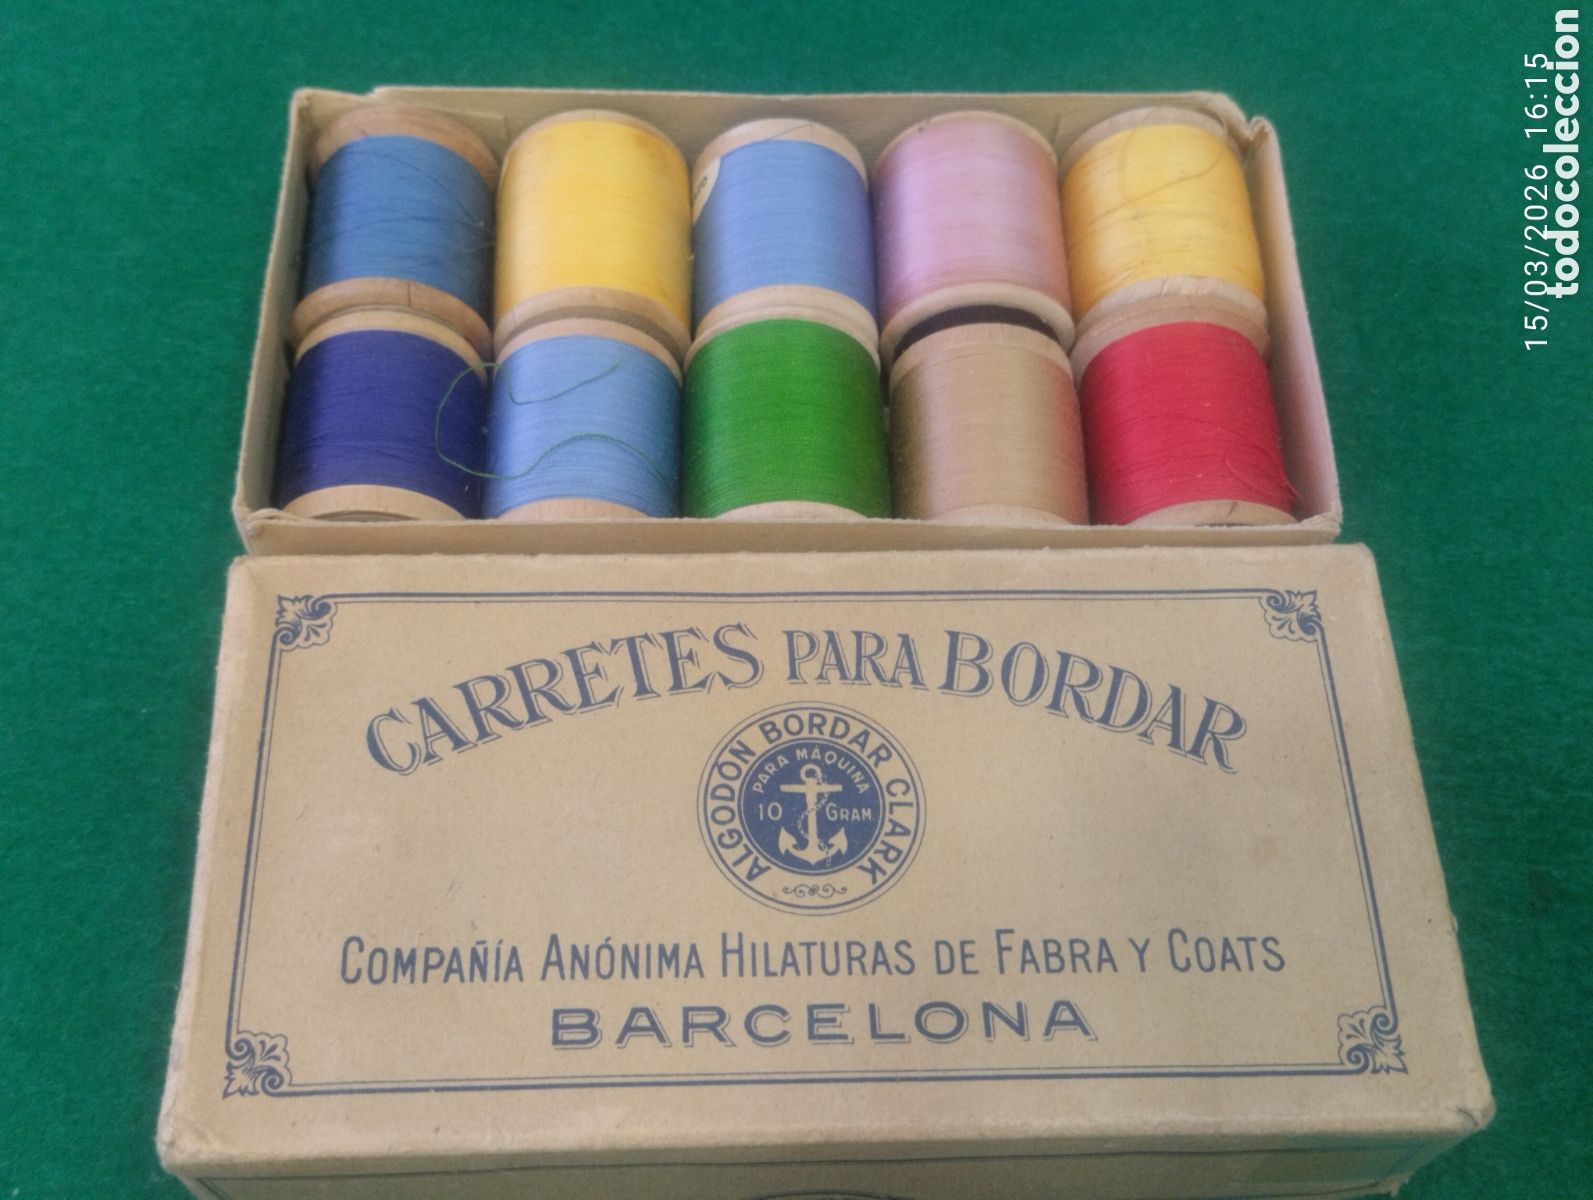 CARRETES PARA BORDAR
ALGODÓN BORDAR CLARK
PARA MÁQUINA
10 GRAM.
COMPAÑÍA ANÓNIMA HILATURAS DE FABRA Y COATS
BARCELONA
15/03/2026 16:15
todocoleccion